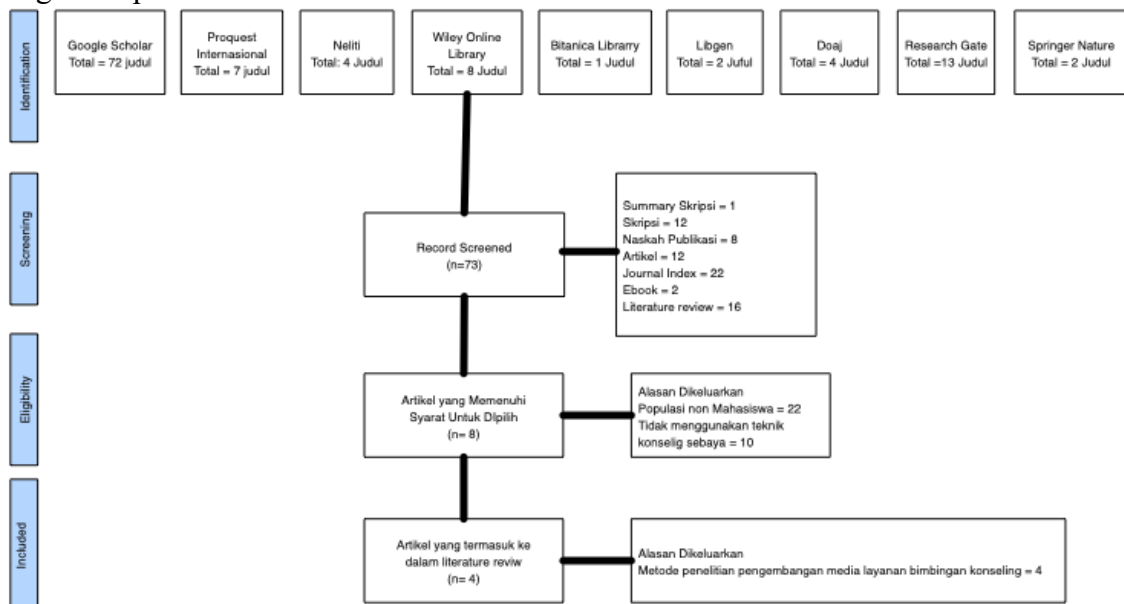 Identification
Google Scholar
Total = 72 judul
Proquest
Internasional
Total = 7 judul
Neliti
Total: 4 Judul
Wiley Online
Library
Total = 8 Judul
Bitanica Librarry
Total = 1 Judul
Libgen
Total = 2 Juful
Doaj
Total = 4 Judul
Research Gate
Total =13 Judul
Springer Nature
Total = 2 Judul
Screening
Record Screened
(n=73)
Summary Skripsi = 1
Skripsi = 12
Naskah Publikasi = 8
Artikel = 12
Journal Index = 22
Ebook = 2
Literature review = 16
Eligibility
Artikel yang Memenuhi
Syarat Untuk DIpilih
(n= 8)
Alasan Dikeluarkan
Populasi non Mahasiswa = 22
Tidak menggunakan teknik
konselig sebaya = 10
Included
Artikel yang termasuk ke
dalam literature reviw
(n= 4)
Alasan Dikeluarkan
Metode penelitian pengembangan media layanan bimbingan konseling = 4